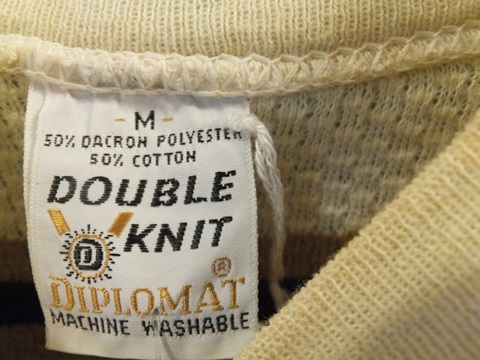 - M -
50% DACRON POLYESTER
50% COTTON
DOUBLE
KNIT
D
DIPLOMAT ®
MACHINE WASHABLE